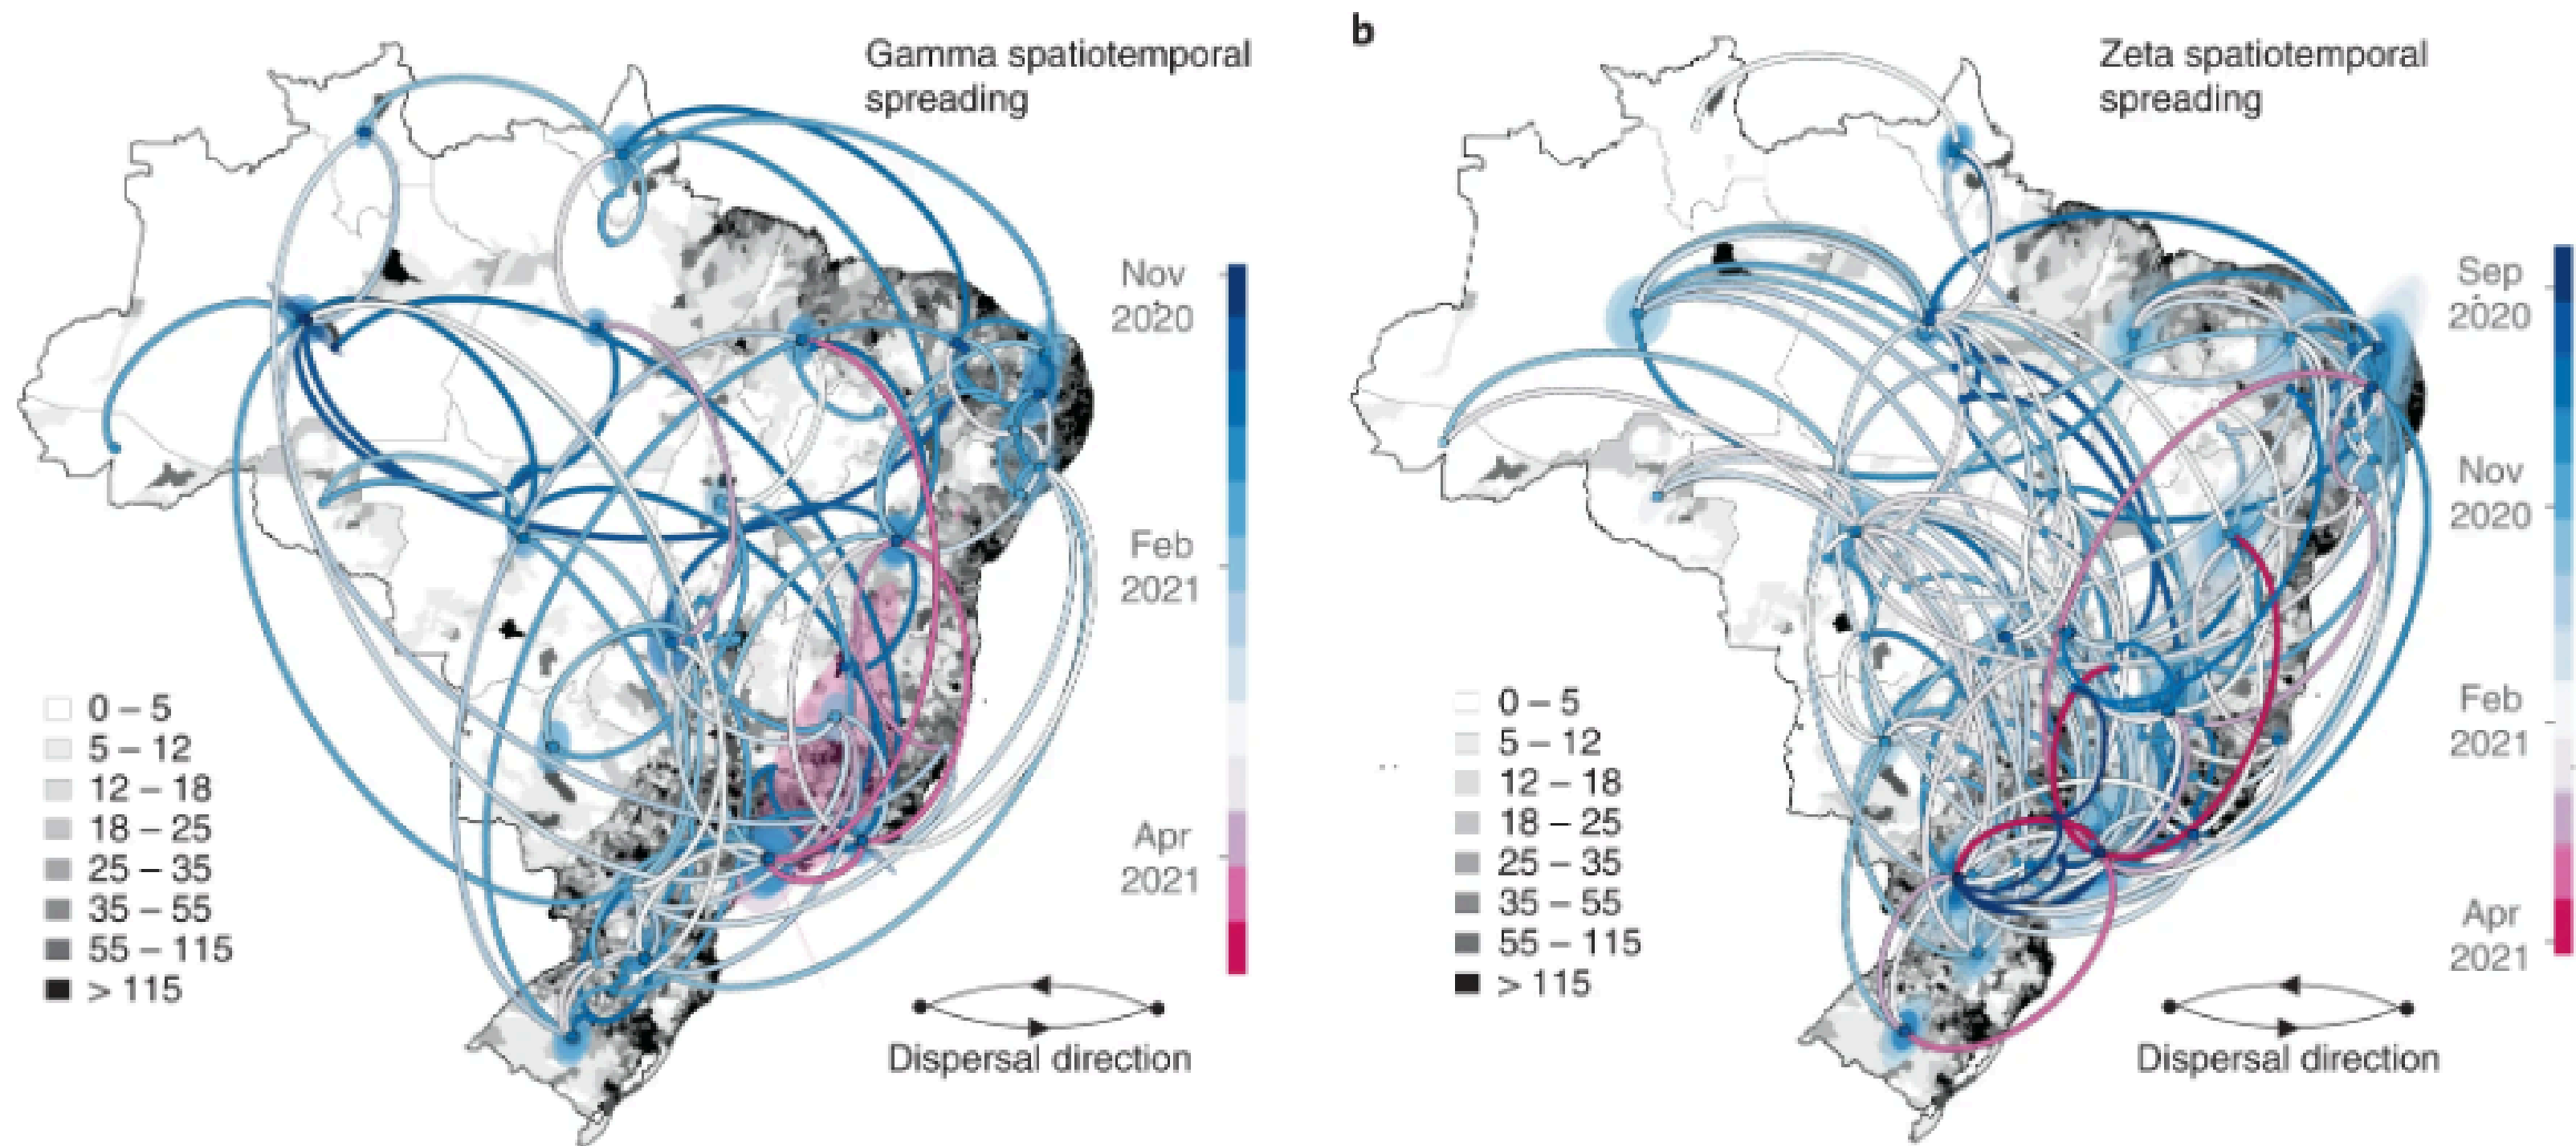 Gamma spatiotemporal
spreading
Nov
2020
Feb
2021
Apr
2021
0 – 5
5 – 12
12 – 18
18 – 25
25 – 35
35 – 55
55 – 115
> 115
Dispersal direction
b
Zeta spatiotemporal
spreading
Sep
2020
Nov
2020
Feb
2021
Apr
2021
0 – 5
5 – 12
12 – 18
18 – 25
25 – 35
35 – 55
55 – 115
> 115
Dispersal direction